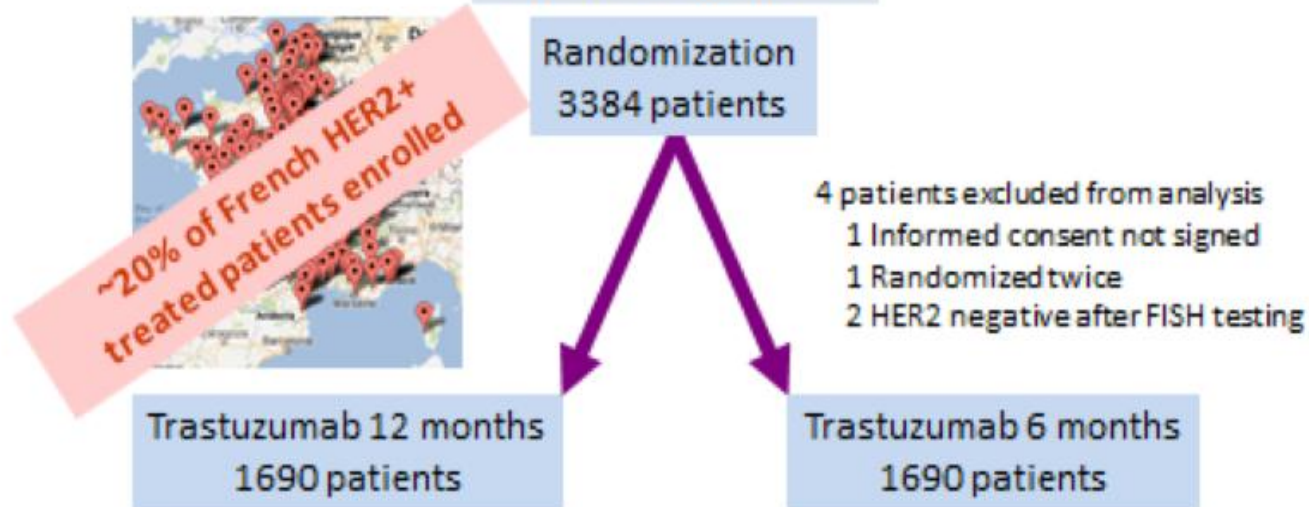 Randomization
3384 patients
~20% of French HER2+
treated patients enrolled
4 patients excluded from analysis
1 Informed consent not signed
1 Randomized twice
2 HER2 negative after FISH testing
Trastuzumab 12 months
1690 patients
Trastuzumab 6 months
1690 patients